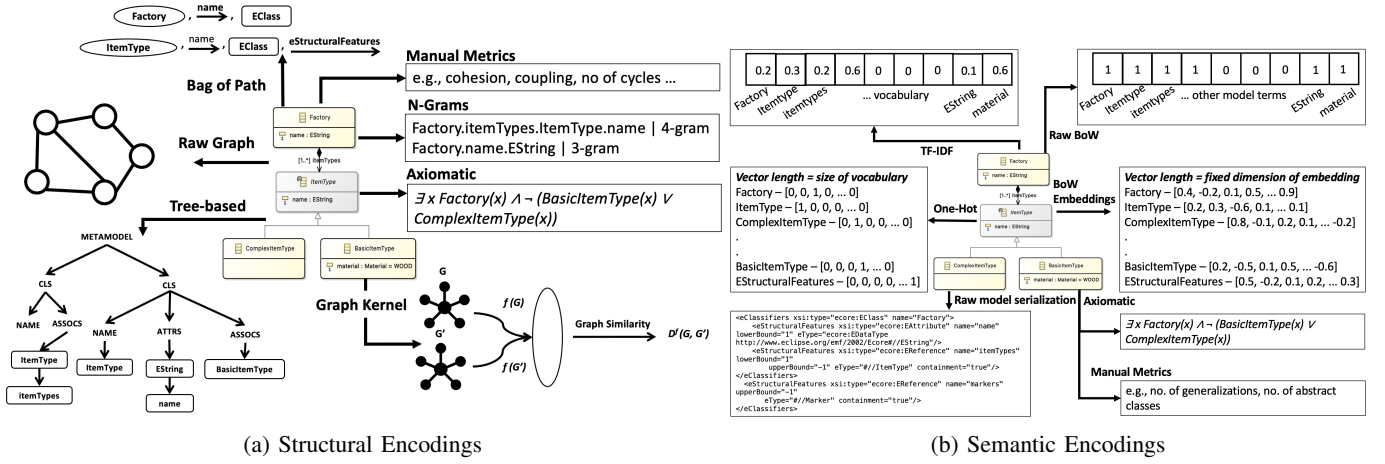 Factory , name , EClass
ItemType , name , EClass , eStructuralFeatures
Bag of Path
Manual Metrics
e.g., cohesion, coupling, no of cycles ...
N-Grams
Factory.itemTypes.ItemType.name | 4-gram
Factory.name.EString | 3-gram
Axiomatic
∃ x Factory(x) Λ ¬ (BasicItemType(x) V
ComplexItemType(x))
Factory
name : EString
[1..*] itemTypes
ItemType
name : EString
ComplexItemType
BasicItemType
material : Material = WOOD
Raw Graph
Tree-based
METAMODEL
CLS
CLS
NAME
ASSOCS
NAME
ATTRS
ASSOCS
ItemType
ItemType
EString
BasicItemType
itemTypes
name
Graph Kernel
G
G'
f (G)
f (G')
Graph Similarity
D^f (G, G')
(a) Structural Encodings
0.2 0.3 0.2 0.6 0 0 0 0.1 0.6
Factory Itemtype itemtypes ... vocabulary EString material
1 1 1 1 0 0 0 1 1
Factory Itemtype itemtypes ... other model terms EString material
TF-IDF
Raw BoW
Factory
name : EString
[1..*] itemTypes
ItemType
name : EString
ComplexItemType
BasicItemType
material : Material = WOOD
One-Hot
Vector length = size of vocabulary
Factory – [0, 0, 1, 0, ... 0]
ItemType – [1, 0, 0, 0, ... 0]
ComplexItemType – [0, 1, 0, 0, ... 0]
.
.
BasicItemType – [0, 0, 0, 1, ... 0]
EStructuralFeatures – [0, 0, 0, 0, ... 1]
BoW
Embeddings
Vector length = fixed dimension of embedding
Factory – [0.4, -0.2, 0.1, 0.5, ... 0.9]
ItemType – [0.2, 0.3, -0.6, 0.1, ... 0.1]
ComplexItemType – [0.8, -0.1, 0.2, 0.1, ... -0.2]
.
.
BasicItemType – [0.2, -0.5, 0.1, 0.5, ... -0.6]
EStructuralFeatures – [0.5, -0.2, 0.1, 0.2, ... 0.3]
Raw model serialization
<eClassifiers xsi:type="ecore:EClass" name="Factory">
<eStructuralFeatures xsi:type="ecore:EAttribute" name="name"
lowerBound="1" eType="ecore:EDataType
http://www.eclipse.org/emf/2002/Ecore#//EString"/>
<eStructuralFeatures xsi:type="ecore:EReference" name="itemTypes"
lowerBound="1"
upperBound="-1" eType="#//ItemType" containment="true"/>
</eClassifiers>
<eStructuralFeatures xsi:type="ecore:EReference" name="markers"
upperBound="-1"
eType="#//Marker" containment="true"/>
</eClassifiers>
Axiomatic
∃ x Factory(x) Λ ¬ (BasicItemType(x) V
ComplexItemType(x))
Manual Metrics
e.g., no. of generalizations, no. of abstract
classes
(b) Semantic Encodings